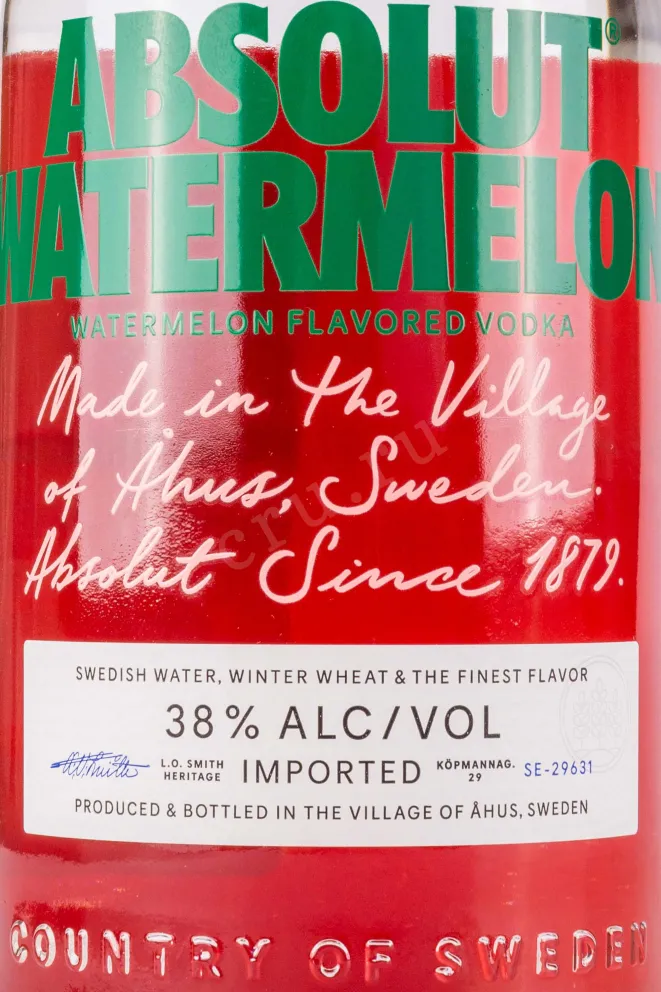 ABSOLUT®
WATERMELON
WATERMELON FLAVORED VODKA
Made in the Village
of Åhus, Sweden.
Absolut Since 1879.
cru.ru
SWEDISH WATER, WINTER WHEAT & THE FINEST FLAVOR
38% ALC/VOL
L.O. SMITH
HERITAGE
IMPORTED
KÖPMANNAG.
29
SE-29631
PRODUCED & BOTTLED IN THE VILLAGE OF ÅHUS, SWEDEN
COUNTRY OF SWEDEN